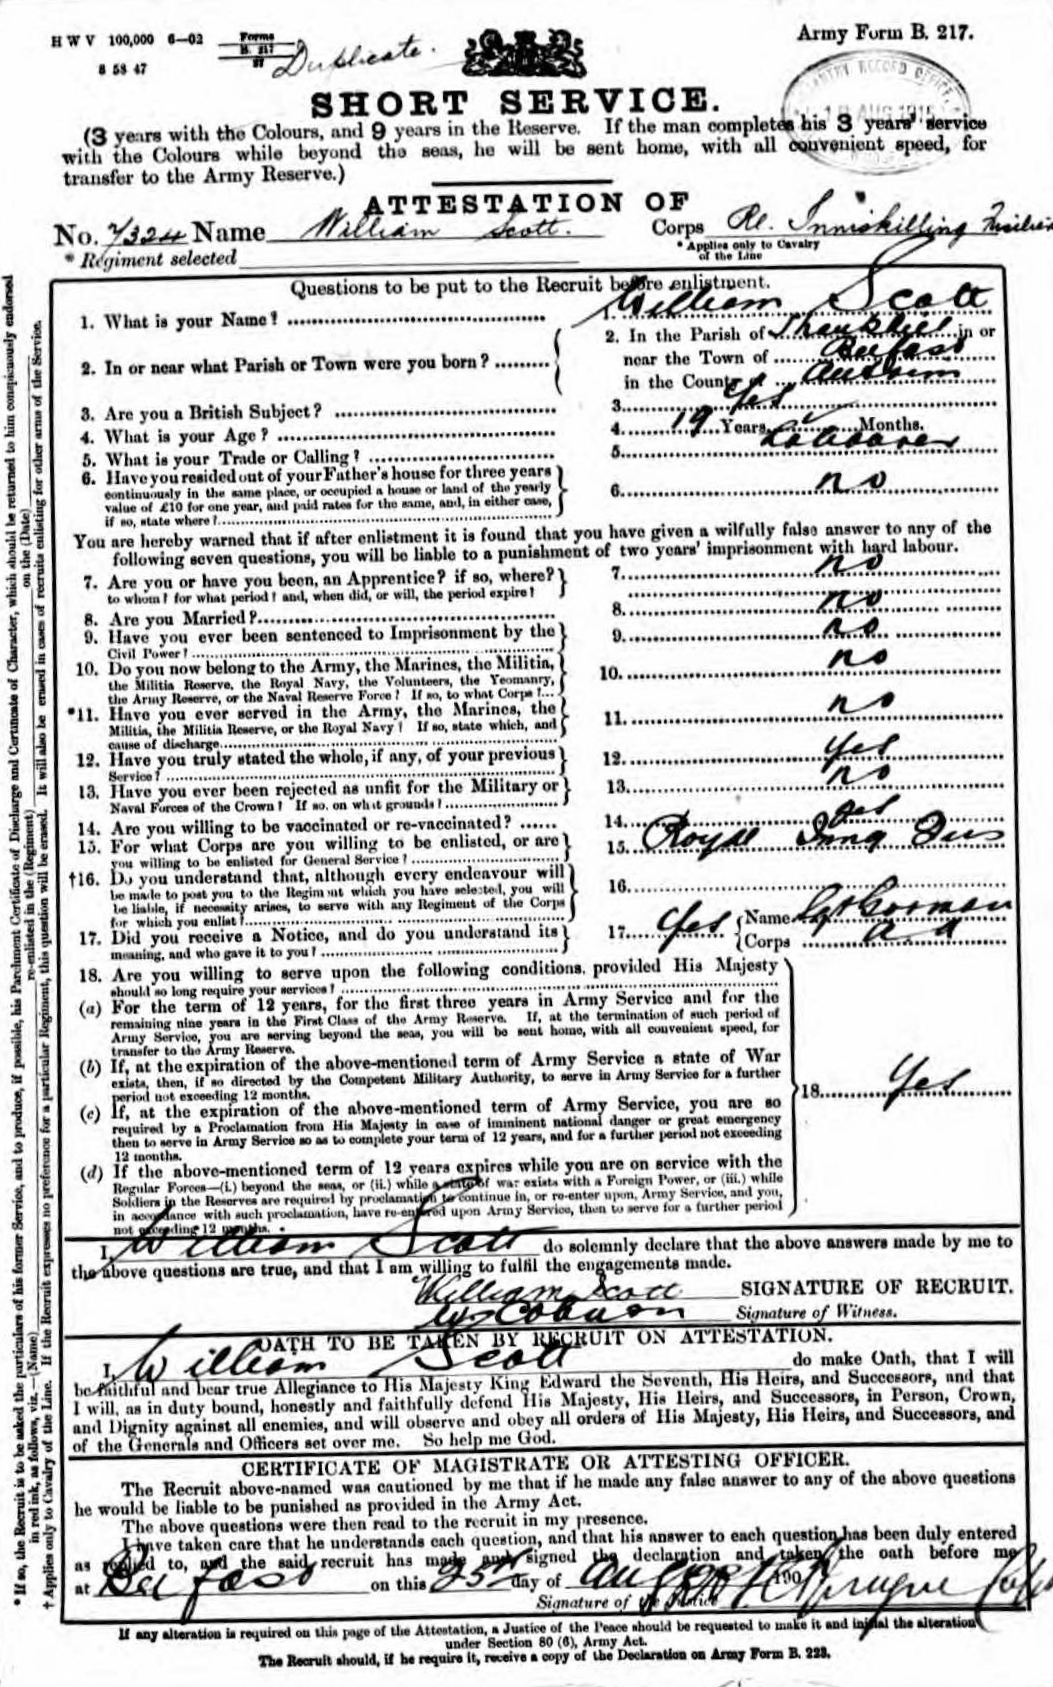 H W V 100,000 6—02 Forms B. 217 Duplicate. Army Form B. 217.
8 58 47
SHORT SERVICE.
(3 years with the Colours, and 9 years in the Reserve. If the man completes his 3 years' service
with the Colours while beyond the seas, he will be sent home, with all convenient speed, for
transfer to the Army Reserve.)
ATTESTATION OF
No. 7324 Name William Scott. Corps Rl. Inniskilling Fusiliers
* Regiment selected * Applies only to Cavalry of the Line
Questions to be put to the Recruit before enlistment.
1. What is your Name? 1. William Scott
2. In or near what Parish or Town were you born? 2. In the Parish of Shankhill in or
near the Town of Belfast
in the County of Antrim
3. Are you a British Subject? 3. Yes
4. What is your Age? 4. 19 Years Months.
5. What is your Trade or Calling? 5. Labourer
6. Have you resided out of your Father's house for three years
continuously in the same place, or occupied a house or land of the yearly
value of £10 for one year, and paid rates for the same, and, in either case,
if so, state where? 6. no
You are hereby warned that if after enlistment it is found that you have given a wilfully false answer to any of the
following seven questions, you will be liable to a punishment of two years' imprisonment with hard labour.
7. Are you or have you been, an Apprentice? if so, where?
to whom? for what period? and, when did, or will, the period expire? 7. no
8. Are you Married? 8. no
9. Have you ever been sentenced to Imprisonment by the
Civil Power? 9. no
10. Do you now belong to the Army, the Marines, the Militia,
the Militia Reserve, the Royal Navy, the Volunteers, the Yeomanry,
the Army Reserve, or the Naval Reserve Force? If so, to what Corps? 10. no
*11. Have you ever served in the Army, the Marines, the
Militia, the Militia Reserve, or the Royal Navy? If so, state which, and
cause of discharge 11. no
12. Have you truly stated the whole, if any, of your previous
Service? 12. Yes
13. Have you ever been rejected as unfit for the Military or
Naval Forces of the Crown? If so, on what grounds? 13. no
14. Are you willing to be vaccinated or re-vaccinated? 14. Yes
15. For what Corps are you willing to be enlisted, or are
you willing to be enlisted for General Service? 15. Royal Innq Fus
†16. Do you understand that, although every endeavour will
be made to post you to the Regiment which you have selected, you will
be liable, if necessity arises, to serve with any Regiment of the Corps
for which you enlist? 16.
17. Did you receive a Notice, and do you understand its
meaning, and who gave it to you? 17. Yes Name Gorman
Corps
18. Are you willing to serve upon the following conditions, provided His Majesty
should so long require your services?
(a) For the term of 12 years, for the first three years in Army Service and for the
remaining nine years in the First Class of the Army Reserve. If, at the termination of such period of
Army Service, you are serving beyond the seas, you will be sent home, with all convenient speed, for
transfer to the Army Reserve.
(b) If, at the expiration of the above-mentioned term of Army Service a state of War
exists, then, if so directed by the Competent Military Authority, to serve in Army Service for a further
period not exceeding 12 months.
18. Yes
(c) If, at the expiration of the above-mentioned term of Army Service, you are so
required by a Proclamation from His Majesty in case of imminent national danger or great emergency
then to serve in Army Service so as to complete your term of 12 years, and for a further period not exceeding
12 months.
(d) If the above-mentioned term of 12 years expires while you are on service with the
Regular Forces—(i.) beyond the seas, or (ii.) while a state of war exists with a Foreign Power, or (iii.) while
Soldiers in the Reserves are required by proclamation to continue in, or re-enter upon, Army Service, and you,
in accordance with such proclamation, have re-entered upon Army Service, then to serve for a further period
not exceeding 12 months.
I, William Scott do solemnly declare that the above answers made by me to
the above questions are true, and that I am willing to fulfil the engagements made.
William Scott SIGNATURE OF RECRUIT.
Coburn Signature of Witness.
OATH TO BE TAKEN BY RECRUIT ON ATTESTATION.
I, William Scott do make Oath, that I will
be faithful and bear true Allegiance to His Majesty King Edward the Seventh, His Heirs, and Successors, and that
I will, as in duty bound, honestly and faithfully defend His Majesty, His Heirs, and Successors, in Person, Crown,
and Dignity against all enemies, and will observe and obey all orders of His Majesty, His Heirs, and Successors, and
of the Generals and Officers set over me. So help me God.
CERTIFICATE OF MAGISTRATE OR ATTESTING OFFICER.
The Recruit above-named was cautioned by me that if he made any false answer to any of the above questions
he would be liable to be punished as provided in the Army Act.
The above questions were then read to the recruit in my presence.
I have taken care that he understands each question, and that his answer to each question has been duly entered
as replied to, and the said recruit has made and signed the declaration and taken the oath before me
at Belfast on this 25 day of August 190
Signature of the Justice
If any alteration is required on this page of the Attestation, a Justice of the Peace should be requested to make it and initial the alteration
under Section 80 (6), Army Act.
The Recruit should, if he require it, receive a copy of the Declaration on Army Form B. 223.
* If so, the Recruit is to be asked the particulars of his former Service, and to produce, if possible, his Parchment Certificate of Discharge and Certificate of Character, which should be returned to him conspicuously endorsed
in red ink, as follows, viz.—(Name) re-enlisted in the (Regiment) on the (Date)
† Applies only to Cavalry of the Line. If the Recruit expresses no preference for a particular Regiment, this question will be erased. It will also be erased in cases of recruits enlisting for other arms of the Service.